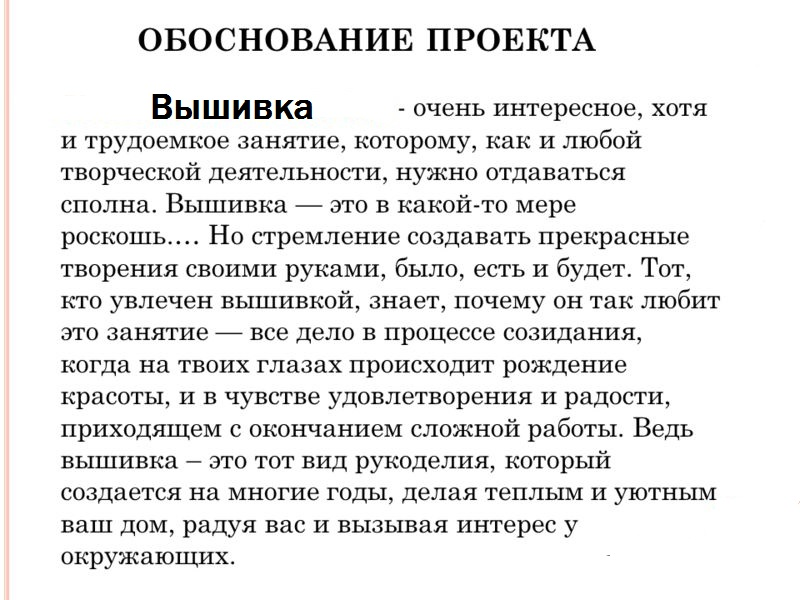 ОБОСНОВАНИЕ ПРОЕКТА
Вышивка - очень интересное, хотя
и трудоемкое занятие, которому, как и любой
творческой деятельности, нужно отдаваться
сполна. Вышивка — это в какой-то мере
роскошь.… Но стремление создавать прекрасные
творения своими руками, было, есть и будет. Тот,
кто увлечен вышивкой, знает, почему он так любит
это занятие — все дело в процессе созидания,
когда на твоих глазах происходит рождение
красоты, и в чувстве удовлетворения и радости,
приходящем с окончанием сложной работы. Ведь
вышивка – это тот вид рукоделия, который
создается на многие годы, делая теплым и уютным
ваш дом, радуя вас и вызывая интерес у
окружающих.